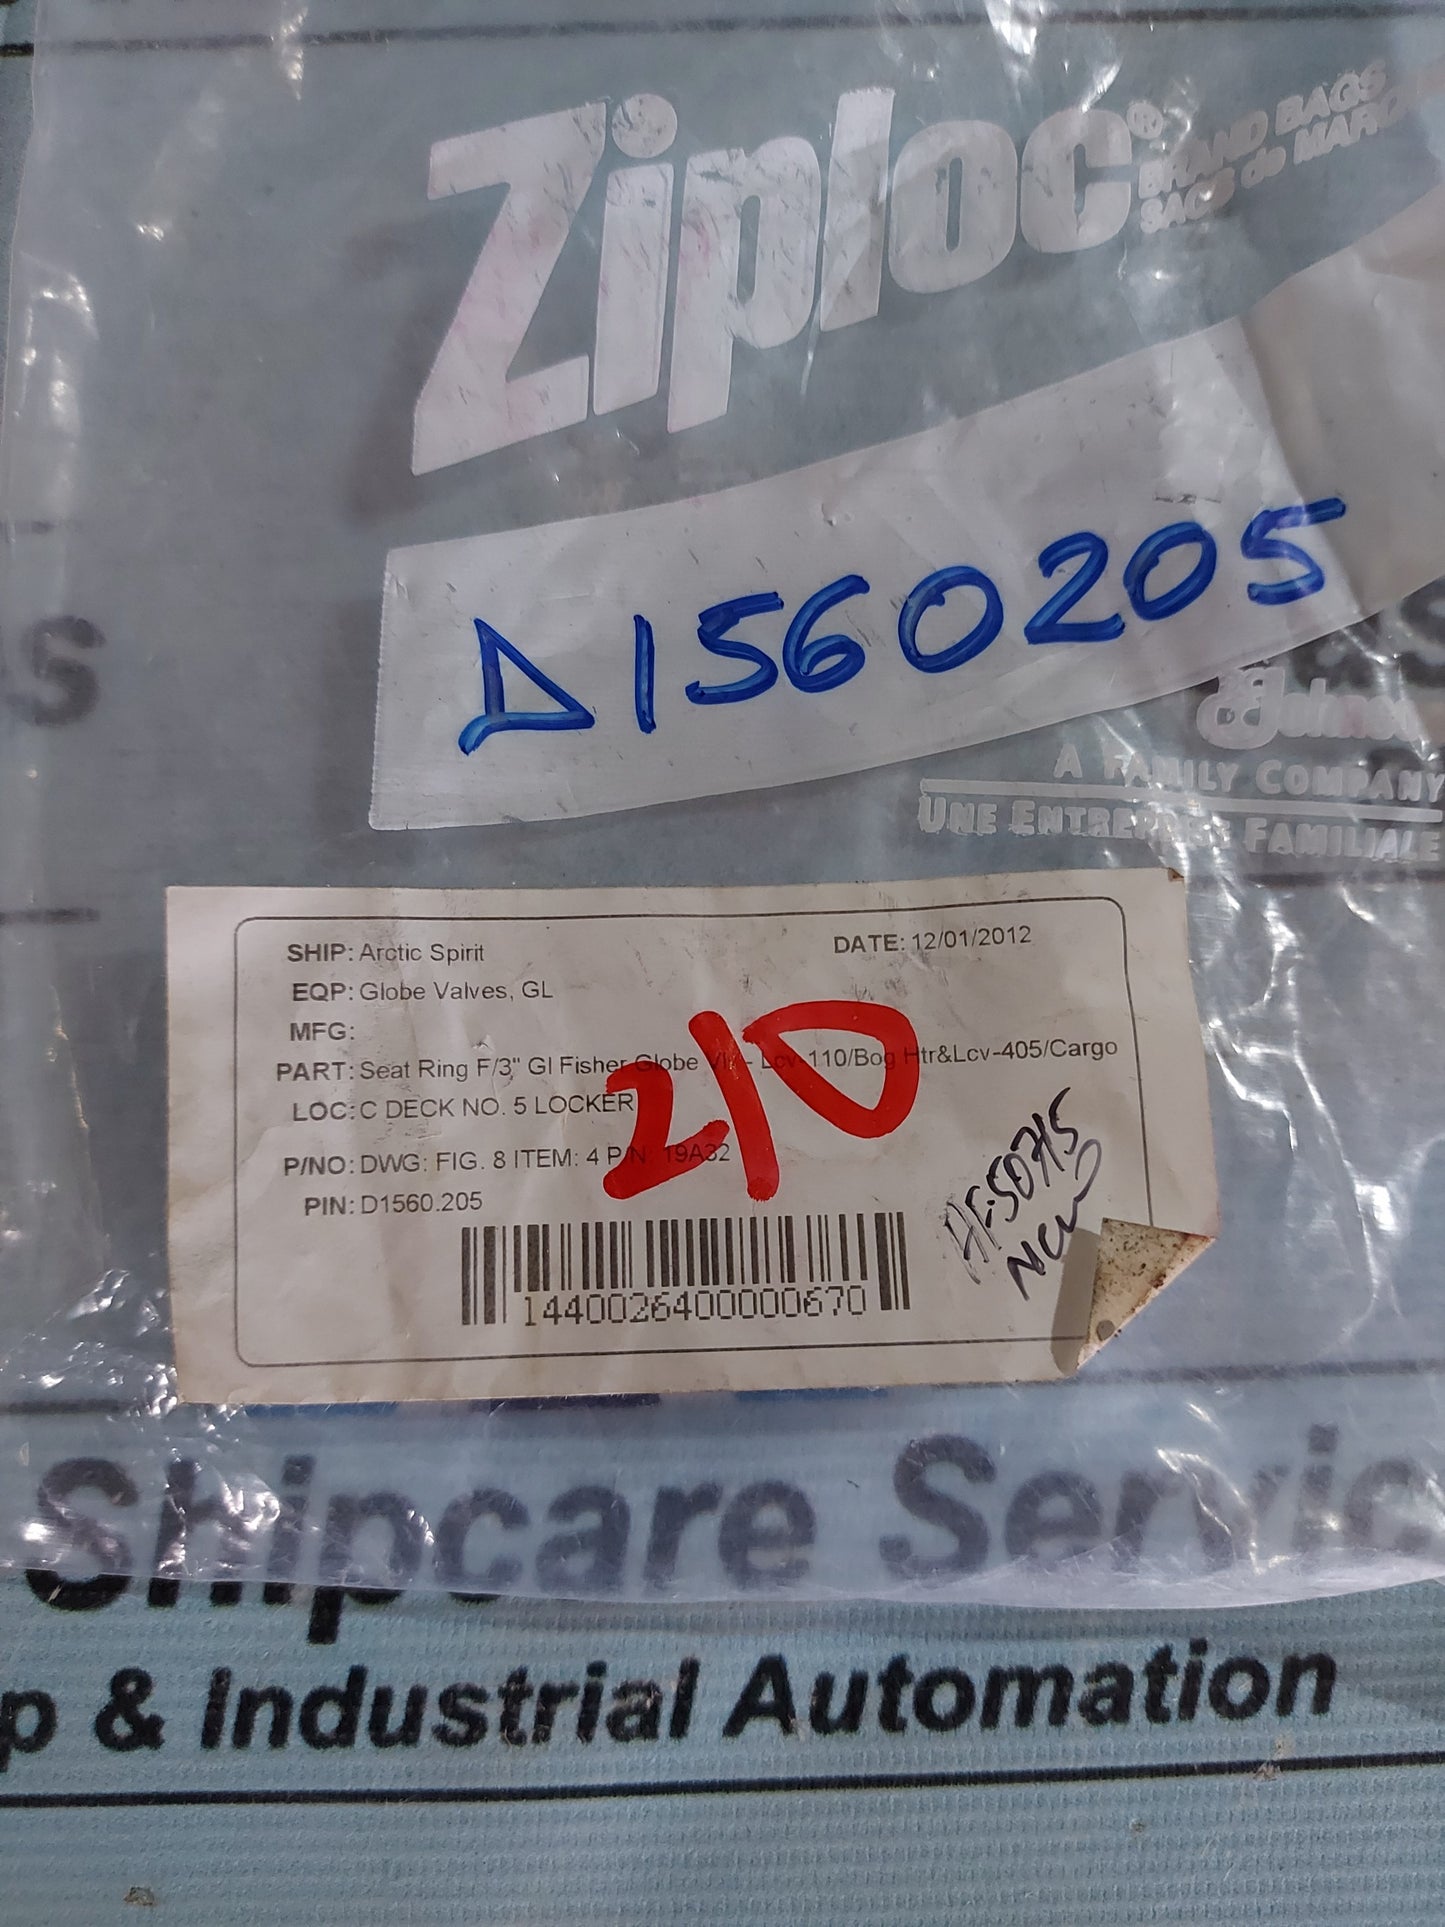 Ziploc®
BRAND BAGS
SACS de
D1560205
A FAMILY COMPANY
UNE ENTREPRISE FAMILIALE
SHIP: Arctic Spirit
DATE: 12/01/2012
EQP: Globe Valves, GL
MFG:
PART: Seat Ring F/3" Gl Fisher Globe Vlv - Lcv-110/Bog Htr&Lcv-405/Cargo
LOC: C DECK NO. 5 LOCKER
210
P/NO: DWG: FIG. 8 ITEM: 4 P/N: 19A32
PIN: D1560.205
1440026400000670
Shipcare Servic
p & Industrial Automation